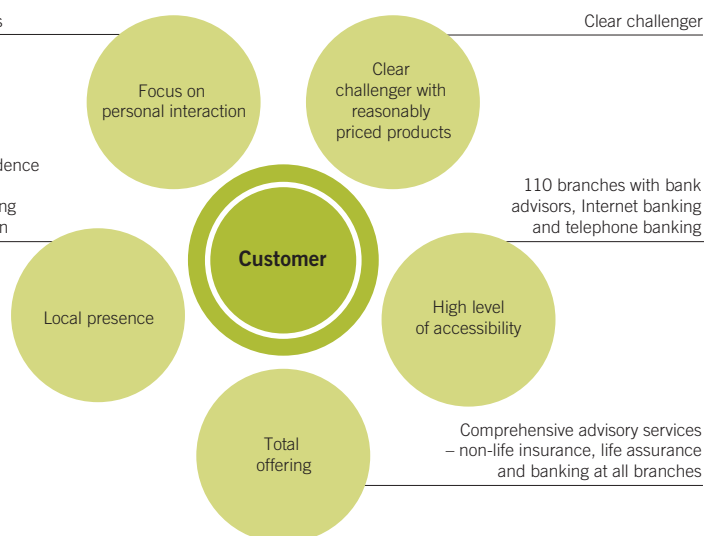 Clear challenger
Focus on
personal interaction
Clear
challenger with
reasonably
priced products
110 branches with bank
advisors, Internet banking
and telephone banking
Customer
Local presence
High level
of accessibility
Total
offering
Comprehensive advisory services
– non-life insurance, life assurance
and banking at all branches